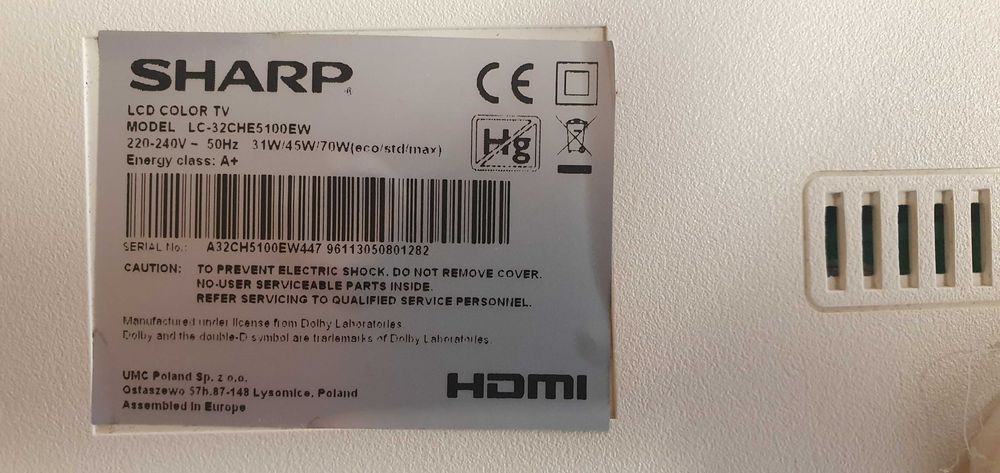 SHARP®
LCD COLOR TV
MODEL LC-32CHE5100EW
220-240V ~ 50Hz 31W/45W/70W(eco/std/max)
Energy class: A+
Hg
SERIAL No.: A32CH5100EW447 96113050801282
CAUTION: TO PREVENT ELECTRIC SHOCK, DO NOT REMOVE COVER.
NO-USER SERVICEABLE PARTS INSIDE.
REFER SERVICING TO QUALIFIED SERVICE PERSONNEL.
Manufactured under license from Dolby Laboratories
Dolby and the double-D symbol are trademarks of Dolby Laboratories.
UMC Poland Sp. z o.o.
Ostaszewo 57h,87-148 Lysomice, Poland
Assembled in Europe
HDMI